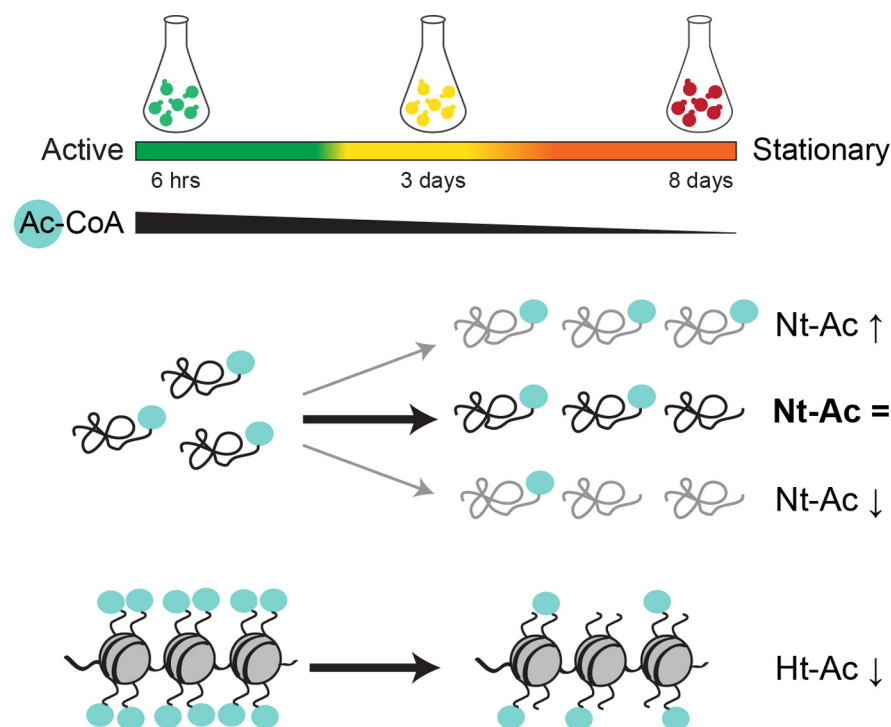 Active
Stationary
6 hrs
3 days
8 days
Ac-CoA
Nt-Ac ↑
Nt-Ac =
Nt-Ac ↓
Ht-Ac ↓